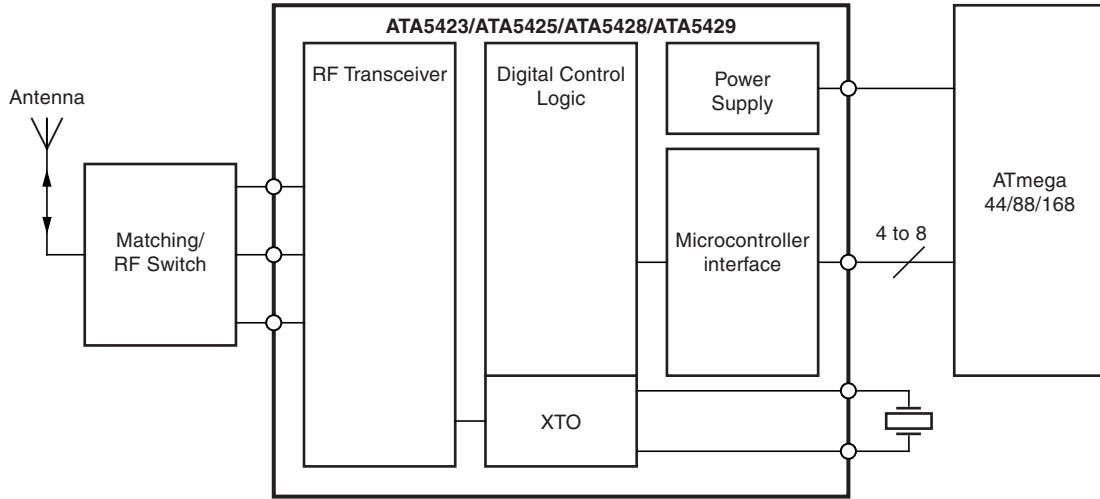 ATA5423/ATA5425/ATA5428/ATA5429
RF Transceiver
Digital Control
Logic
Power
Supply
Antenna
Matching/
RF Switch
Microcontroller
interface
4 to 8
ATmega
44/88/168
XTO